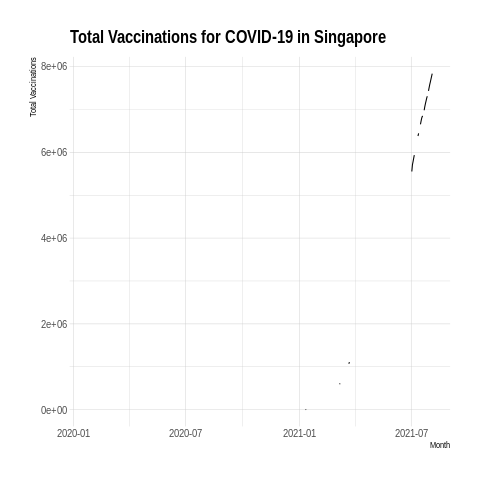 Total Vaccinations for COVID-19 in Singapore
Total Vaccinations
8e+06
6e+06
4e+06
2e+06
0e+00
2020-01 2020-07 2021-01 2021-07
Month